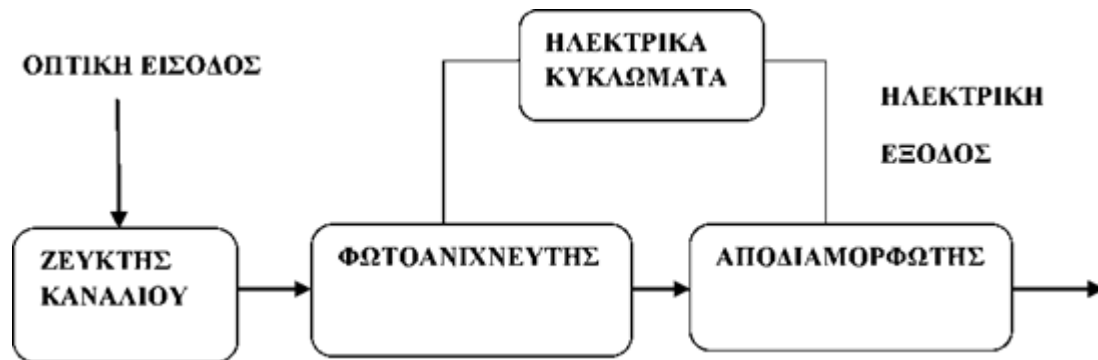 ΟΠΤΙΚΗ ΕΙΣΟΔΟΣ
ΗΛΕΚΤΡΙΚΑ
ΚΥΚΛΩΜΑΤΑ
ΗΛΕΚΤΡΙΚΗ
ΕΞΟΔΟΣ
ΖΕΥΚΤΗΣ
ΚΑΝΑΛΙΟΥ
ΦΩΤΟΑΝΙΧΝΕΥΤΗΣ
ΑΠΟΔΙΑΜΟΡΦΩΤΗΣ